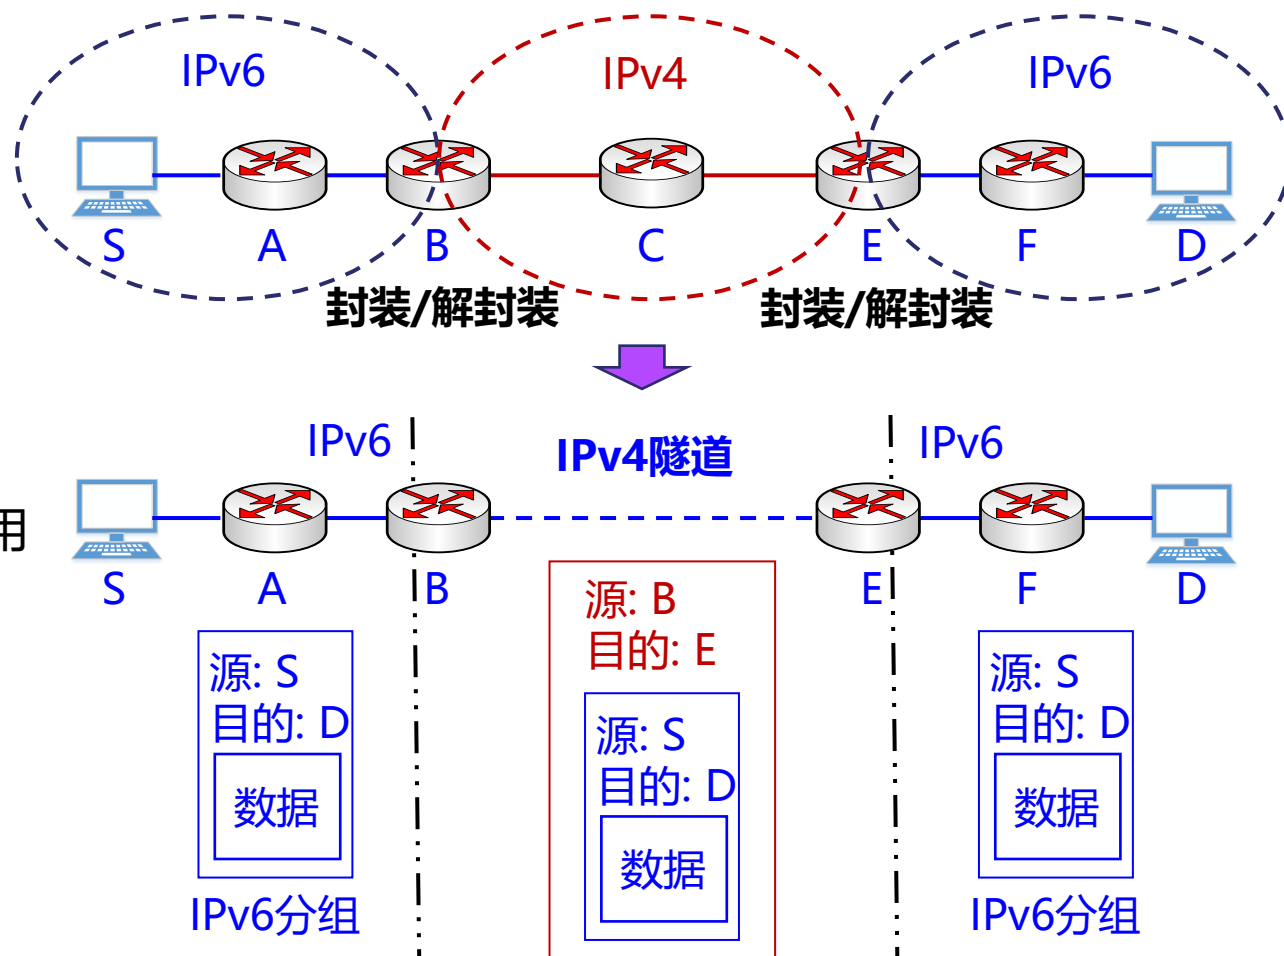 IPv6
IPv4
IPv6
S
A
B
C
E
F
D
封装/解封装
封装/解封装
IPv6
IPv4隧道
IPv6
用
S
A
B
E
F
D
源: S
目的: D
数据
IPv6分组
源: B
目的: E
源: S
目的: D
数据
源: S
目的: D
数据
IPv6分组